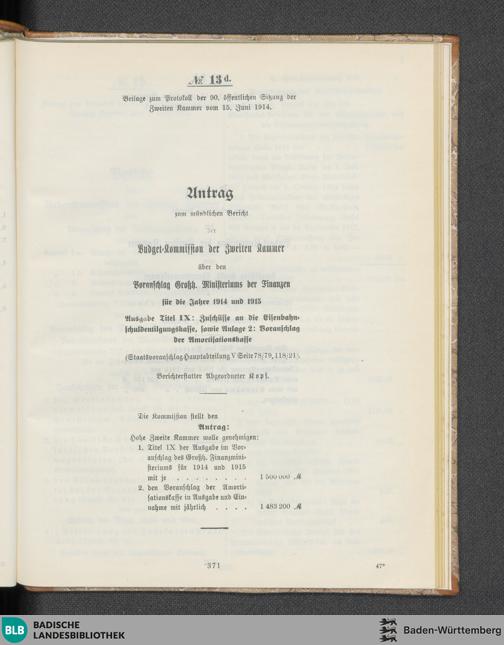 № 13d.
Beilage zum Protokoll der 90. öffentlichen Sitzung der
Zweiten Kammer vom 15. Juni 1914.
Antrag
zum mündlichen Bericht
der
Budget-Kommission der Zweiten Kammer
über den
Voranschlag Großh. Ministeriums der Finanzen
für die Jahre 1914 und 1915
Ausgabe Titel IX: Zuschüsse an die Eisenbahn-
schuldentilgungskasse, sowie Anlage 2: Voranschlag
der Amortisationskasse
(Staatsvoranschlag Hauptabteilung V Seite 78/79, 118/21).
Berichterstatter Abgeordneter Kopf.
Die Kommission stellt den
Antrag:
Hohe Zweite Kammer wolle genehmigen:
1. Titel IX der Ausgabe im Vor-
anschlag des Großh. Finanzmini-
steriums für 1914 und 1915
mit je . . . . . . . . 1 500 000 ℳ
2. den Voranschlag der Amorti-
sationskasse in Ausgabe und Ein-
nahme mit jährlich . . . . 1 483 200 ℳ
371
47*
BLB
BADISCHE
LANDESBIBLIOTHEK
Baden-Württemberg